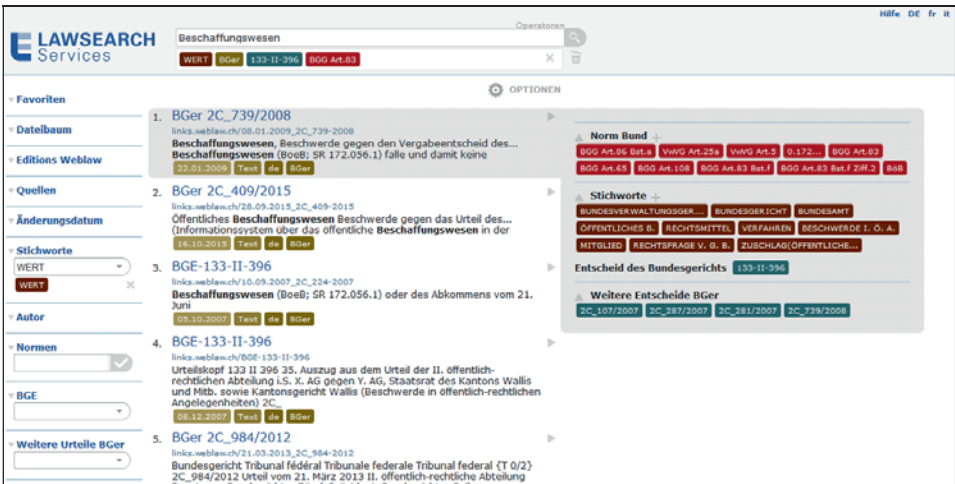 Hilfe DE fr it
Operatoren
LAWSEARCH
Services
Beschaffungswesen
WERT BGer 133-II-396 BGG Art.83
OPTIONEN
Favoriten
Dateibaum
Editions Weblaw
Quellen
Änderungsdatum
Stichworte
WERT
WERT
Autor
Normen
BGE
Weitere Urteile BGer
1. BGer 2C_739/2008
links.weblaw.ch/08.01.2009_2C_739-2008
Beschaffungswesen, Beschwerde gegen den Vergabeentscheid des...
Beschaffungswesen (BoeB; SR 172.056.1) falle und damit keine
22.01.2009 Text de BGer
2. BGer 2C_409/2015
links.weblaw.ch/28.09.2015_2C_409-2015
Öffentliches Beschaffungswesen Beschwerde gegen das Urteil des...
(Informationssystem über das öffentliche Beschaffungswesen in der
16.10.2015 Text de BGer
3. BGE-133-II-396
links.weblaw.ch/10.09.2007_2C_224-2007
Beschaffungswesen (BoeB; SR 172.056.1) oder des Abkommens vom 21.
Juni
05.10.2007 Text de BGer
4. BGE-133-II-396
links.weblaw.ch/BGE-133-II-396
Urteilskopf 133 II 396 35. Auszug aus dem Urteil der II. öffentlich-
rechtlichen Abteilung i.S. X. AG gegen Y. AG, Staatsrat des Kantons Wallis
und Mitb. sowie Kantonsgericht Wallis (Beschwerde in öffentlich-rechtlichen
Angelegenheiten) 2C_
08.12.2007 Text de BGer
5. BGer 2C_984/2012
links.weblaw.ch/21.03.2013_2C_984-2012
Bundesgericht Tribunal fédéral Tribunale federale Tribunal federal {T 0/2}
2C_984/2012 Urteil vom 21. März 2013 II. öffentlich-rechtliche Abteilung
Norm Bund
BGG Art.86 Bst.a VwVG Art.25a VwVG Art.5 0.172... BGG Art.83
BGG Art.65 BGG Art.108 BGG Art.83 Bst.f BGG Art.83 Bst.f Ziff.2 BöB
Stichworte
BUNDESVERWALTUNGSGER... BUNDESGERICHT BUNDESAMT
ÖFFENTLICHES B. RECHTSMITTEL VERFAHREN BESCHWERDE I. Ö. A.
MITGLIED RECHTSFRAGE V. G. B. ZUSCHLAG(ÖFFENTLICHE...
Entscheid des Bundesgerichts 133-II-396
Weitere Entscheide BGer
2C_107/2007 2C_287/2007 2C_281/2007 2C_739/2008